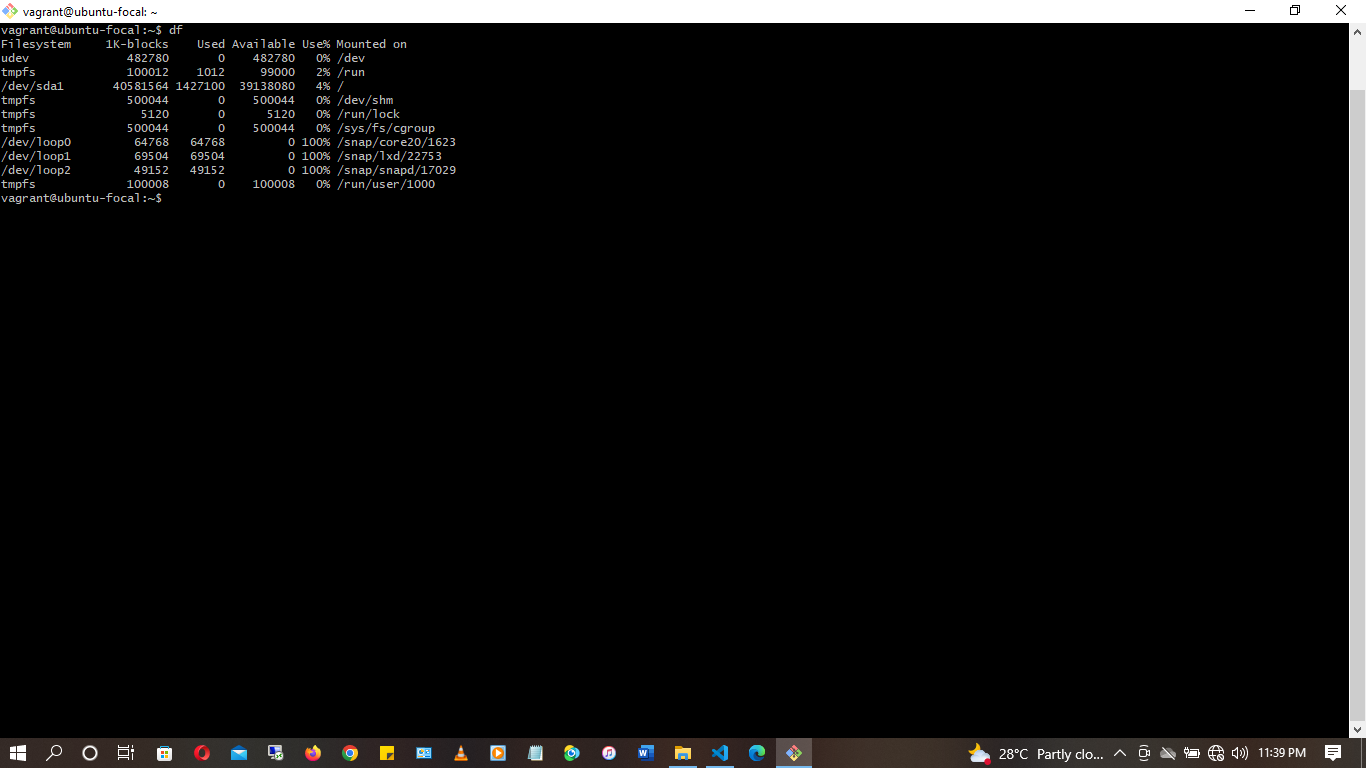 vagrant@ubuntu-focal: ~
vagrant@ubuntu-focal:~$ df
Filesystem     1K-blocks    Used Available Use% Mounted on
udev              482780       0    482780   0% /dev
tmpfs             100012    1012     99000   2% /run
/dev/sda1       40581564 1427100  39138080   4% /
tmpfs             500044       0    500044   0% /dev/shm
tmpfs               5120       0      5120   0% /run/lock
tmpfs             500044       0    500044   0% /sys/fs/cgroup
/dev/loop0         64768   64768         0 100% /snap/core20/1623
/dev/loop1         69504   69504         0 100% /snap/lxd/22753
/dev/loop2         49152   49152         0 100% /snap/snapd/17029
tmpfs             100008       0    100008   0% /run/user/1000
vagrant@ubuntu-focal:~$
28°C Partly clo... 11:39 PM